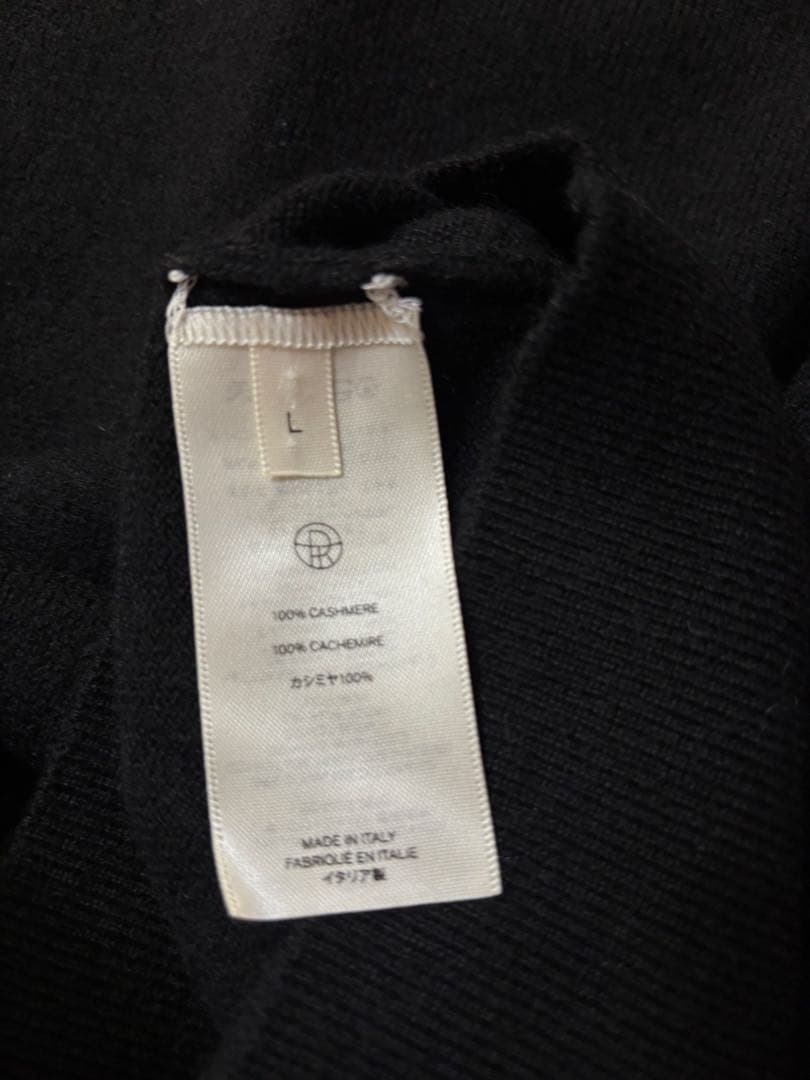 L
100% CASHMERE
100% CACHEMIRE
カシミヤ100%
MADE IN ITALY
FABRIQUÉ EN ITALIE
イタリア製